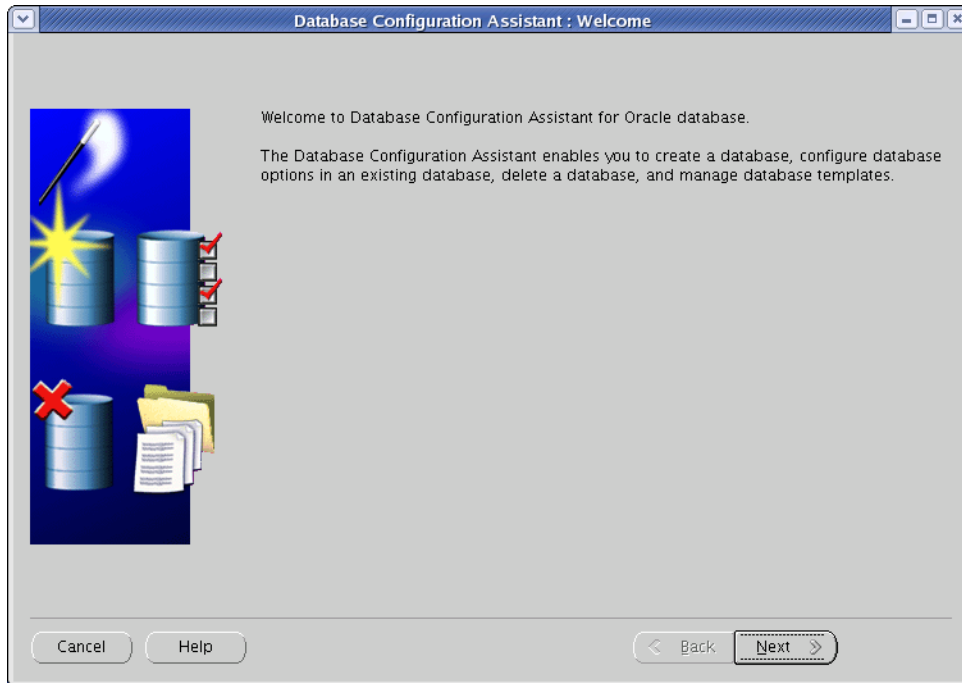 Database Configuration Assistant : Welcome
Welcome to Database Configuration Assistant for Oracle database.
The Database Configuration Assistant enables you to create a database, configure database
options in an existing database, delete a database, and manage database templates.
Cancel
Help
Back
Next